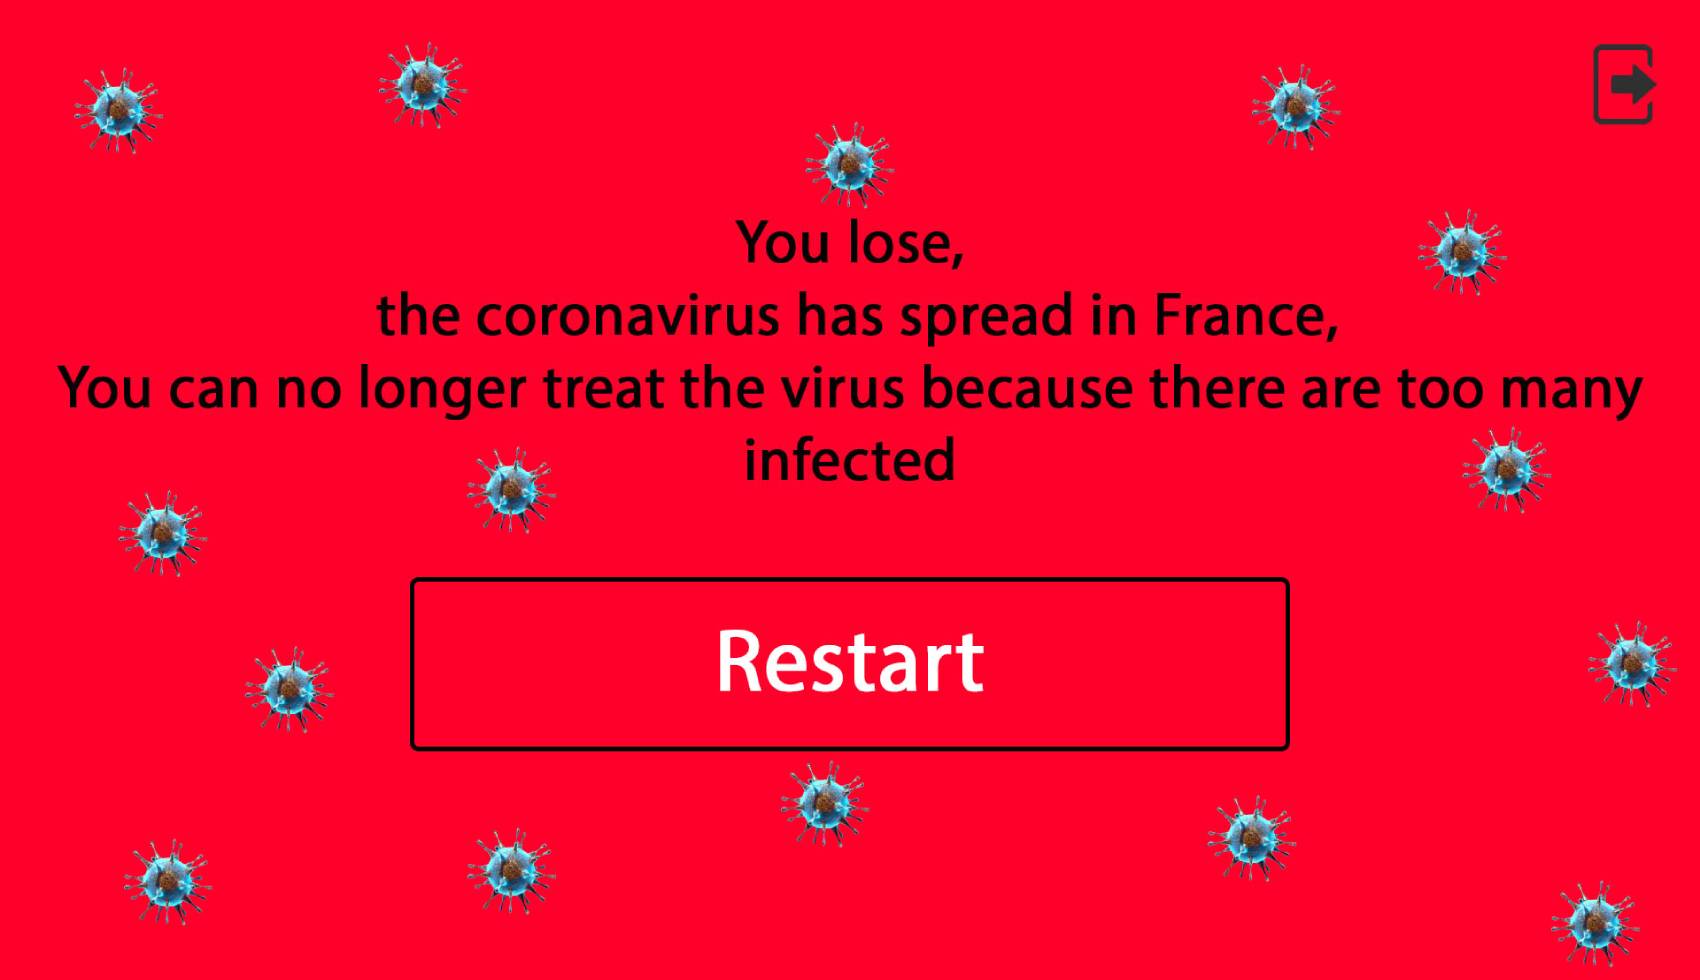 You lose,
the coronavirus has spread in France,
You can no longer treat the virus because there are too many
infected
Restart